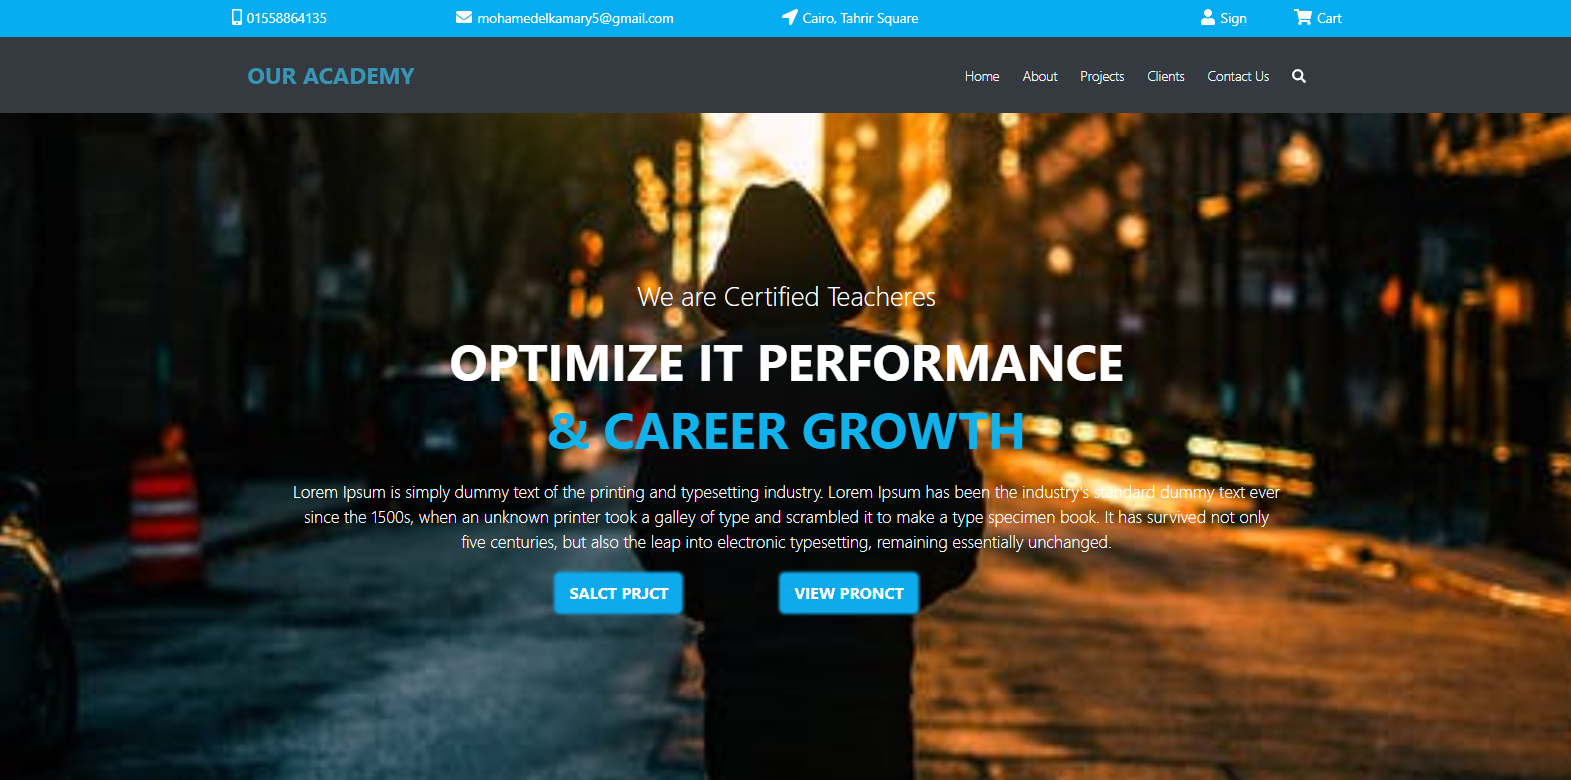 01558864135 mohamedelkamary5@gmail.com Cairo, Tahrir Square Sign Cart
OUR ACADEMY Home About Projects Clients Contact Us
We are Certified Teacheres
OPTIMIZE IT PERFORMANCE
& CAREER GROWTH
Lorem Ipsum is simply dummy text of the printing and typesetting industry. Lorem Ipsum has been the industry's standard dummy text ever
since the 1500s, when an unknown printer took a galley of type and scrambled it to make a type specimen book. It has survived not only
five centuries, but also the leap into electronic typesetting, remaining essentially unchanged.
SALCT PRJCT VIEW PRONCT